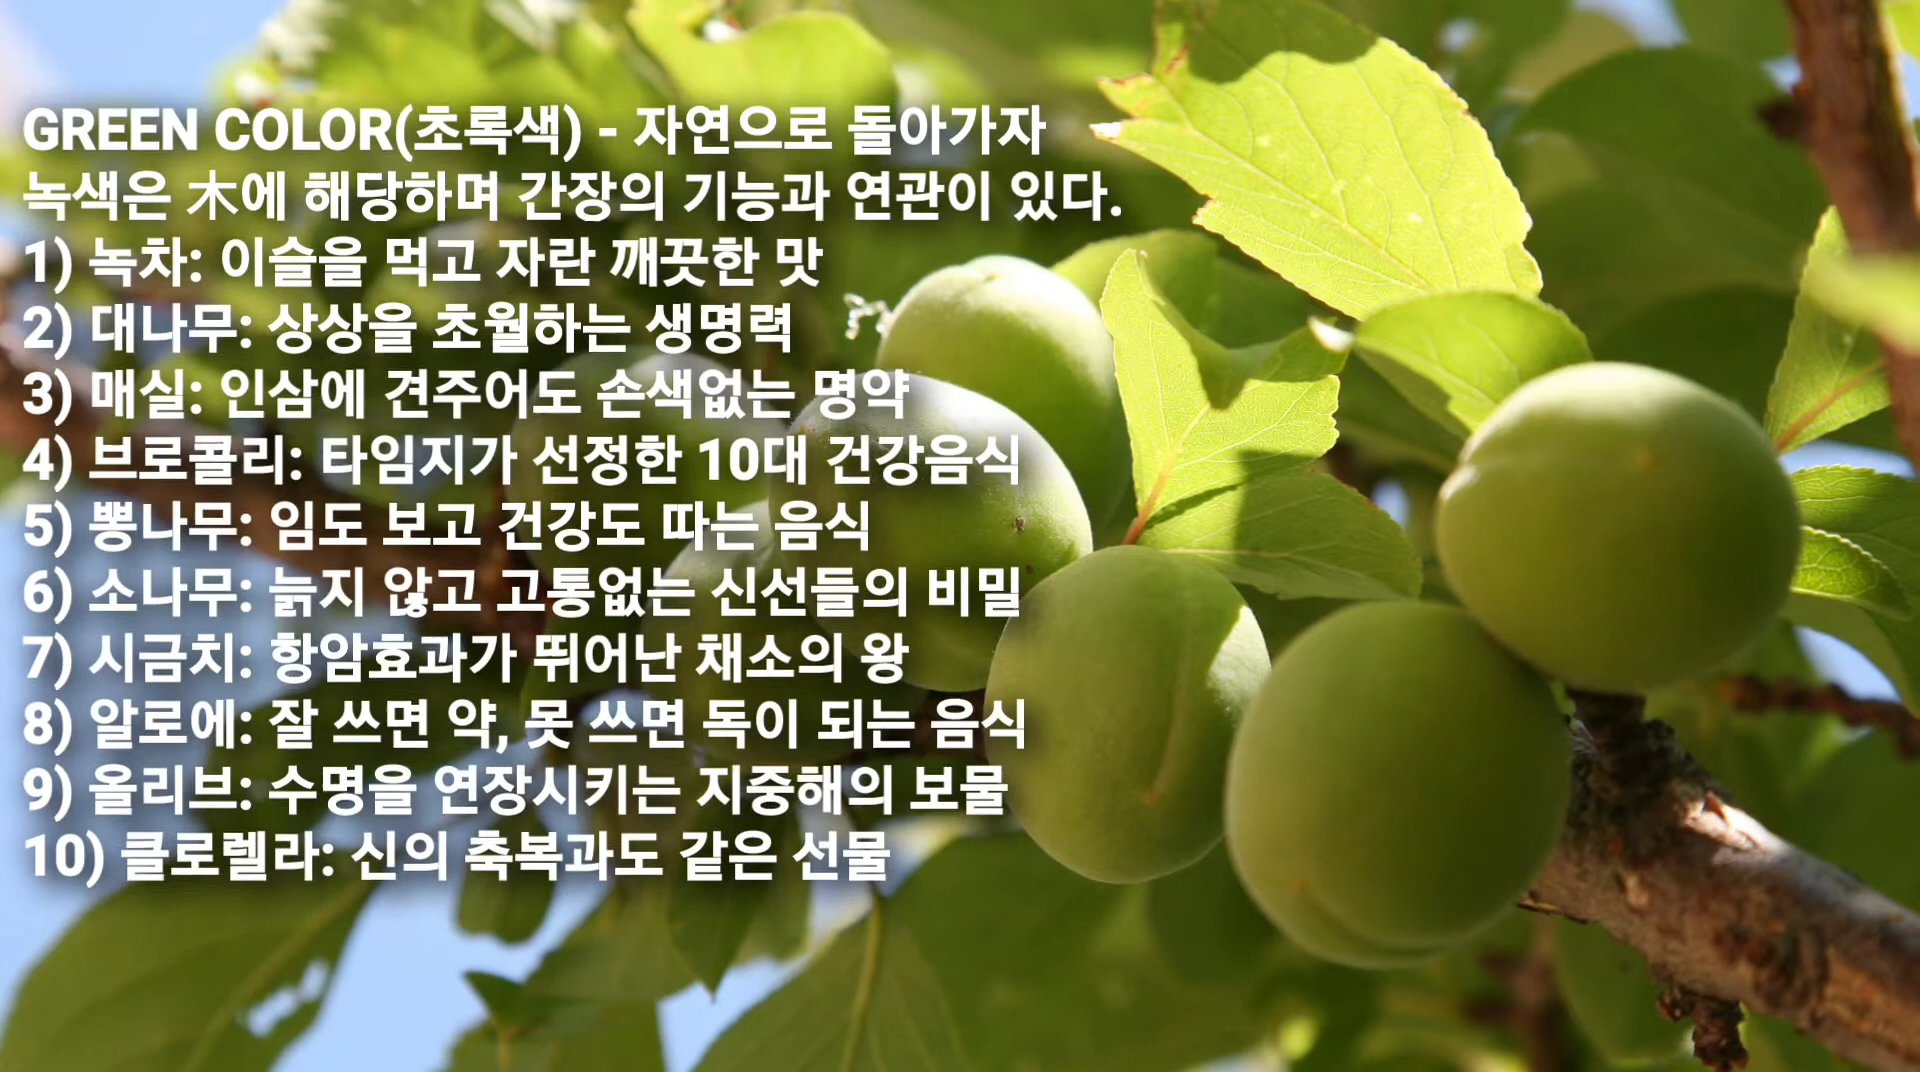 GREEN COLOR(초록색) - 자연으로 돌아가자
녹색은 木에 해당하며 간장의 기능과 연관이 있다.
1) 녹차: 이슬을 먹고 자란 깨끗한 맛
2) 대나무: 상상을 초월하는 생명력
3) 매실: 인삼에 견주어도 손색없는 명약
4) 브로콜리: 타임지가 선정한 10대 건강음식
5) 뽕나무: 임도 보고 건강도 따는 음식
6) 소나무: 늙지 않고 고통없는 신선들의 비밀
7) 시금치: 항암효과가 뛰어난 채소의 왕
8) 알로에: 잘 쓰면 약, 못 쓰면 독이 되는 음식
9) 올리브: 수명을 연장시키는 지중해의 보물
10) 클로렐라: 신의 축복과도 같은 선물